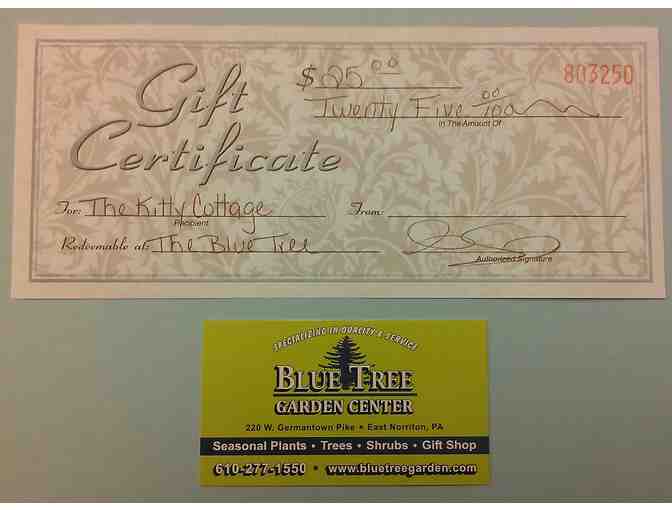 Gift
Certificate
$ 25 00
803250
Twenty Five 00/100
In The Amount Of
For: The Kitty Cottage
Recipient
From:
Redeemable at: The Blue Tree
Authorized Signature
SPECIALIZING IN QUALITY & SERVICE
BLUE TREE
GARDEN CENTER
220 W. Germantown Pike • East Norriton, PA
Seasonal Plants • Trees • Shrubs • Gift Shop
610-277-1550 • www.bluetreegarden.com